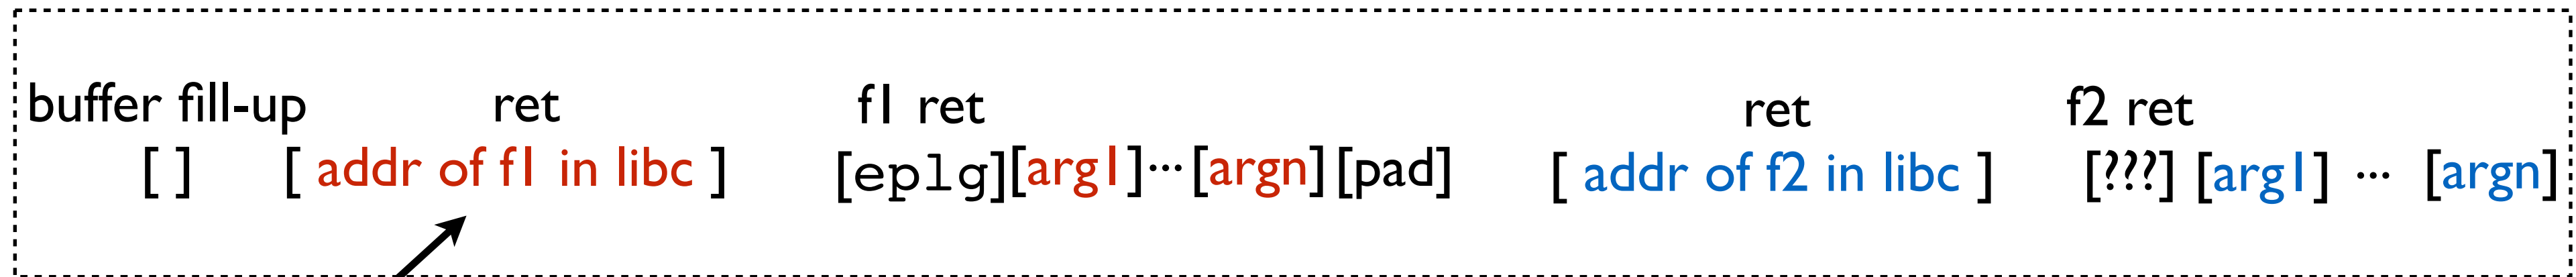 buffer fill-up ret f1 ret ret f2 ret
[ ] [ addr of f1 in libc ] [eplg][arg1]...[argn][pad] [ addr of f2 in libc ] [???] [arg1] ... [argn]